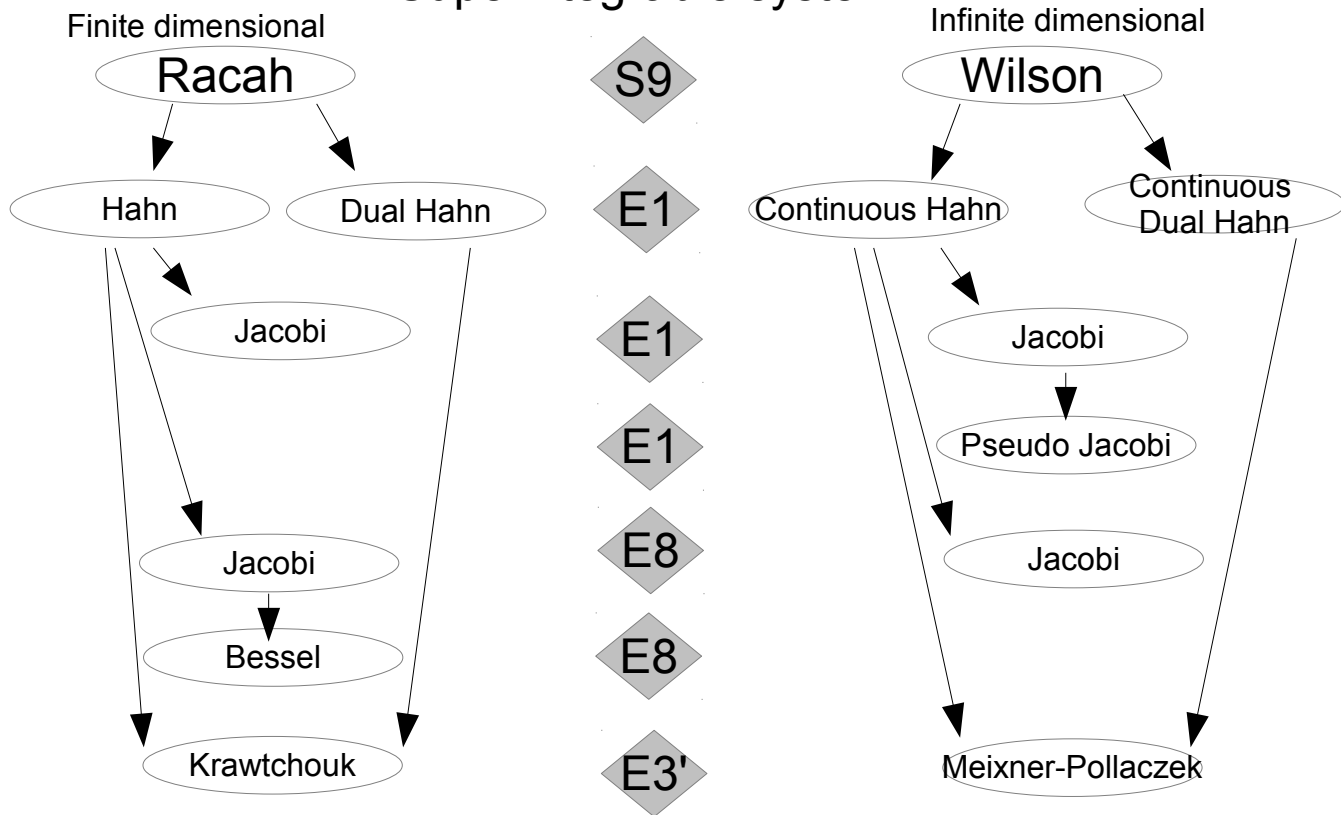 Finite dimensional
Infinite dimensional
Racah
S9
Wilson
Hahn
Dual Hahn
E1
Continuous Hahn
Continuous
Dual Hahn
Jacobi
E1
Jacobi
E1
Pseudo Jacobi
Jacobi
E8
Jacobi
Bessel
E8
Krawtchouk
E3'
Meixner-Pollaczek